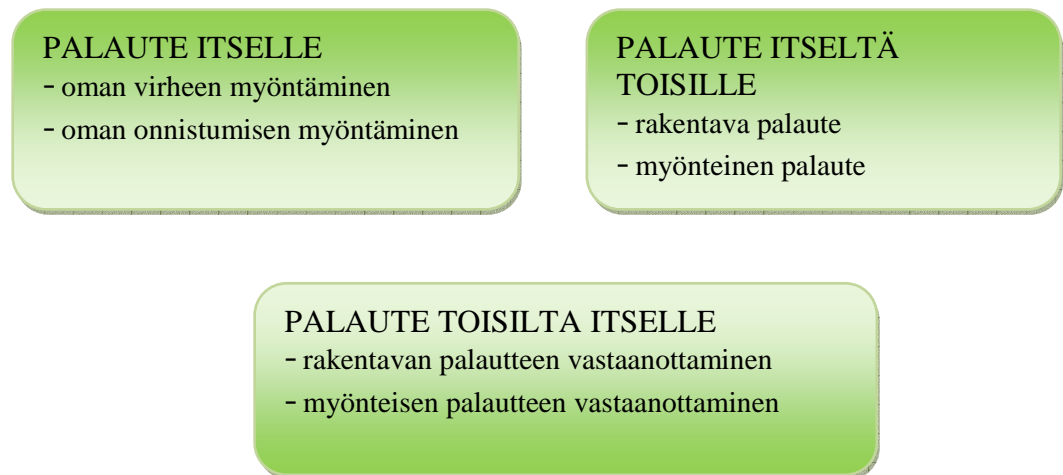 PALAUTE ITSELLE
- oman virheen myöntäminen
- oman onnistumisen myöntäminen
PALAUTE ITSELTÄ
TOISILLE
- rakentava palaute
- myönteinen palaute
PALAUTE TOISILTA ITSELLE
- rakentavan palautteen vastaanottaminen
- myönteisen palautteen vastaanottaminen